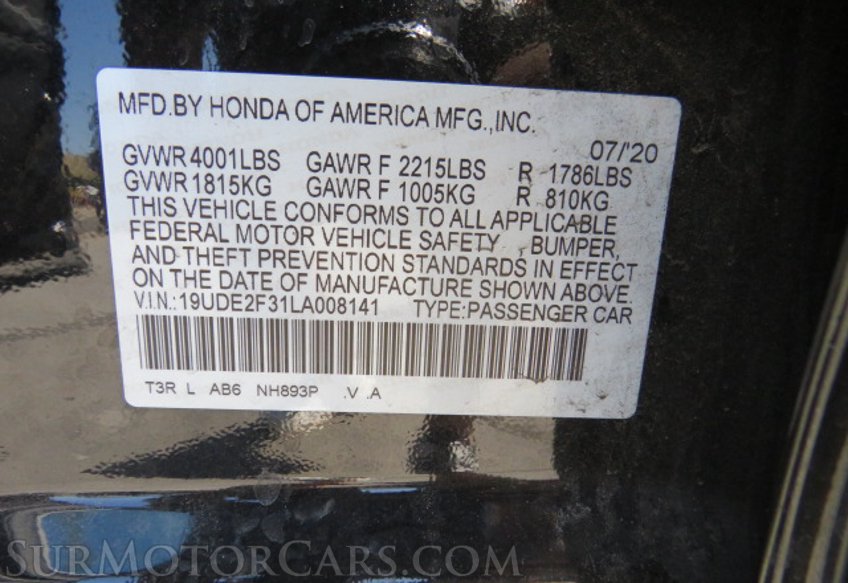 MFD.BY HONDA OF AMERICA MFG.,INC.
07/'20
GVWR 4001LBS GAWR F 2215LBS R 1786LBS
GVWR 1815KG GAWR F 1005KG R 810KG
THIS VEHICLE CONFORMS TO ALL APPLICABLE
FEDERAL MOTOR VEHICLE SAFETY , BUMPER,
AND THEFT PREVENTION STANDARDS IN EFFECT
ON THE DATE OF MANUFACTURE SHOWN ABOVE.
V.I.N.:19UDE2F31LA008141 TYPE:PASSENGER CAR
T3R L AB6 NH893P .V .A
SURMOTORCARS.COM